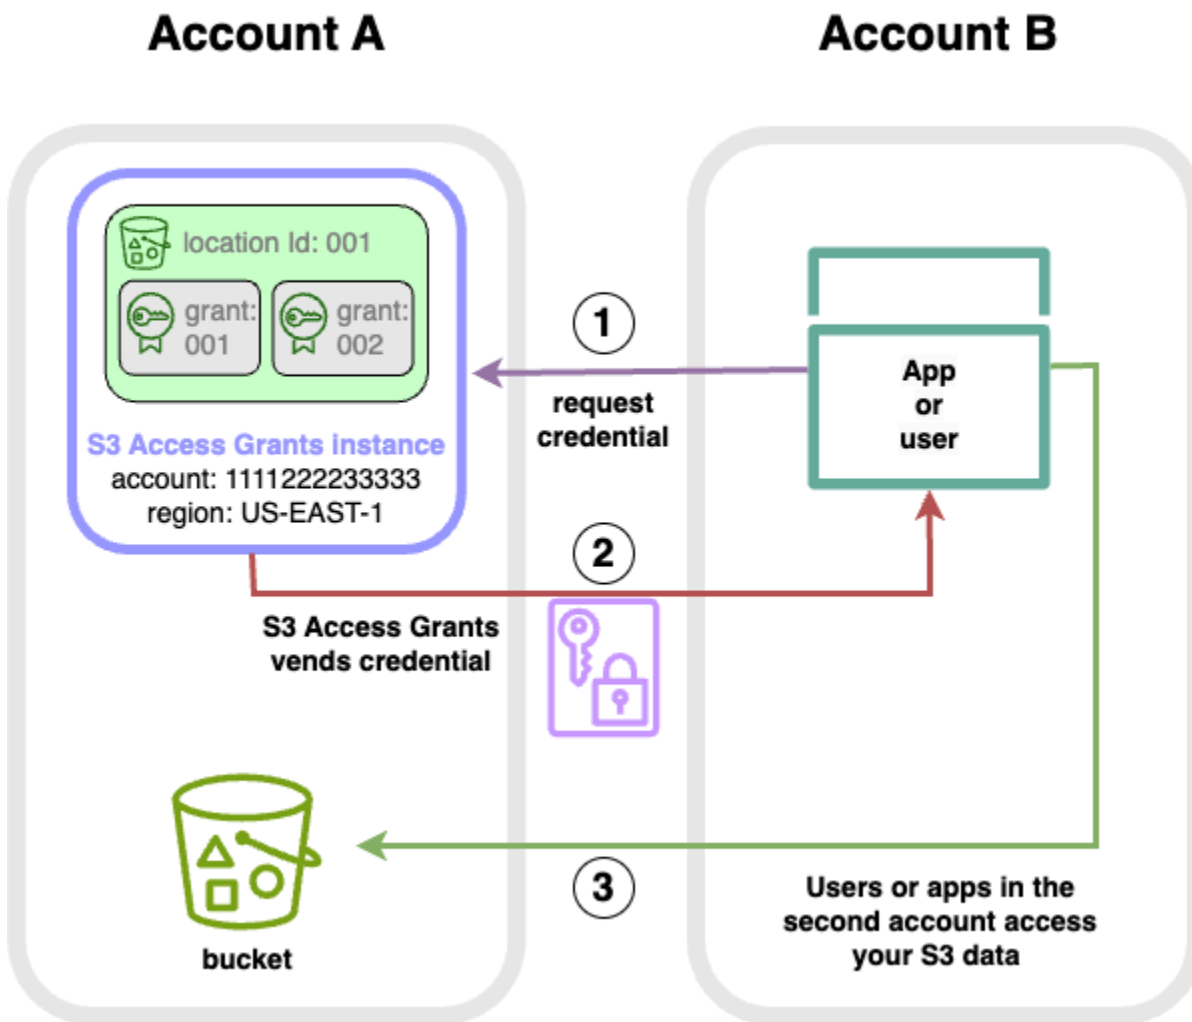 Account A
Account B
location Id: 001
grant:
001
grant:
002
S3 Access Grants instance
account: 1111222233333
region: US-EAST-1
1
request
credential
App
or
user
2
S3 Access Grants
vends credential
3
bucket
Users or apps in the
second account access
your S3 data